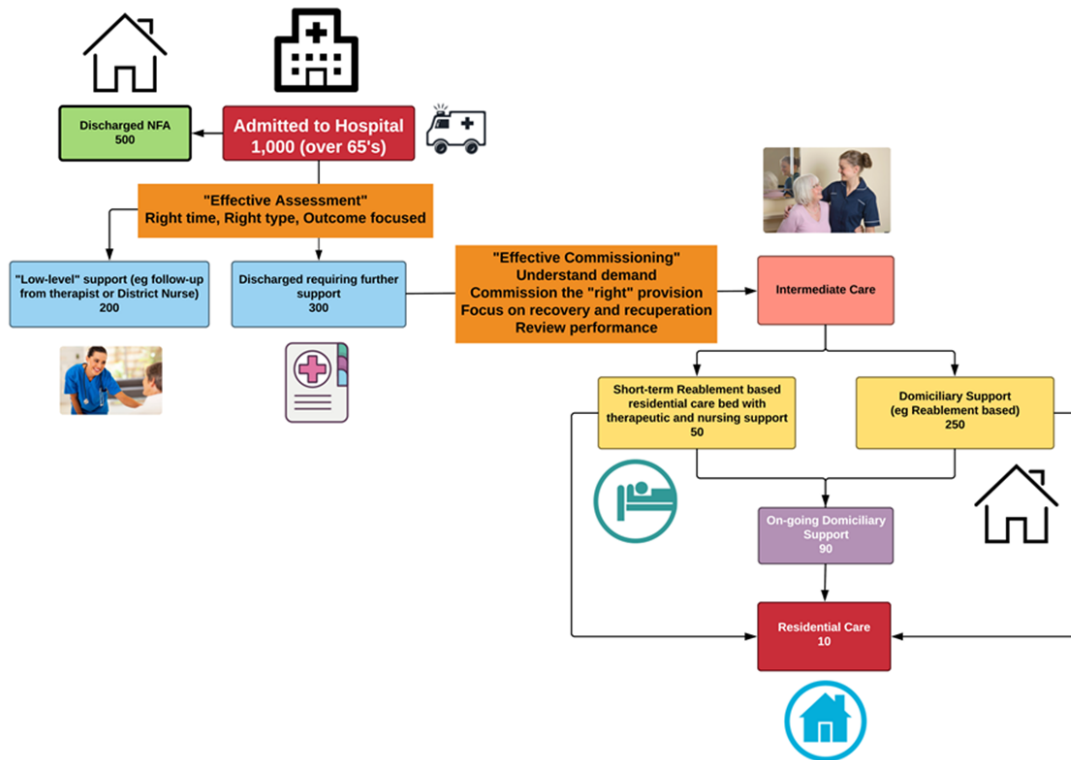 Discharged NFA
500
Admitted to Hospital
1,000 (over 65's)
"Effective Assessment"
Right time, Right type, Outcome focused
"Low-level" support (eg follow-up
from therapist or District Nurse)
200
Discharged requiring further
support
300
"Effective Commissioning"
Understand demand
Commission the "right" provision
Focus on recovery and recuperation
Review performance
Intermediate Care
Short-term Reablement based
residential care bed with
therapeutic and nursing support
50
Domiciliary Support
(eg Reablement based)
250
On-going Domiciliary
Support
90
Residential Care
10